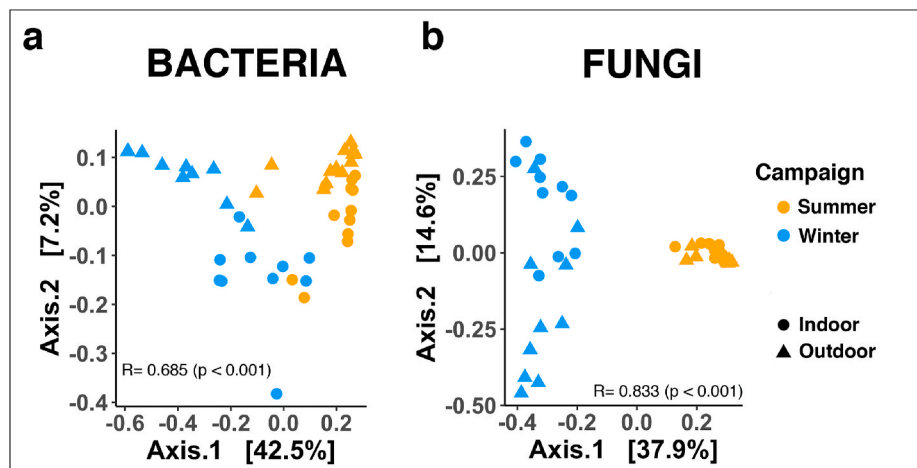 a
BACTERIA
0.1
0.0
-0.1
-0.2
-0.3
-0.4
Axis.2 [7.2%]
R= 0.685 (p < 0.001)
-0.6 -0.4 -0.2 0.0 0.2
Axis.1 [42.5%]
b
FUNGI
0.25
0.00
-0.25
-0.50
Axis.2 [14.6%]
R= 0.833 (p < 0.001)
-0.4 -0.2 0.0 0.2
Axis.1 [37.9%]
Campaign
Summer
Winter
Indoor
Outdoor